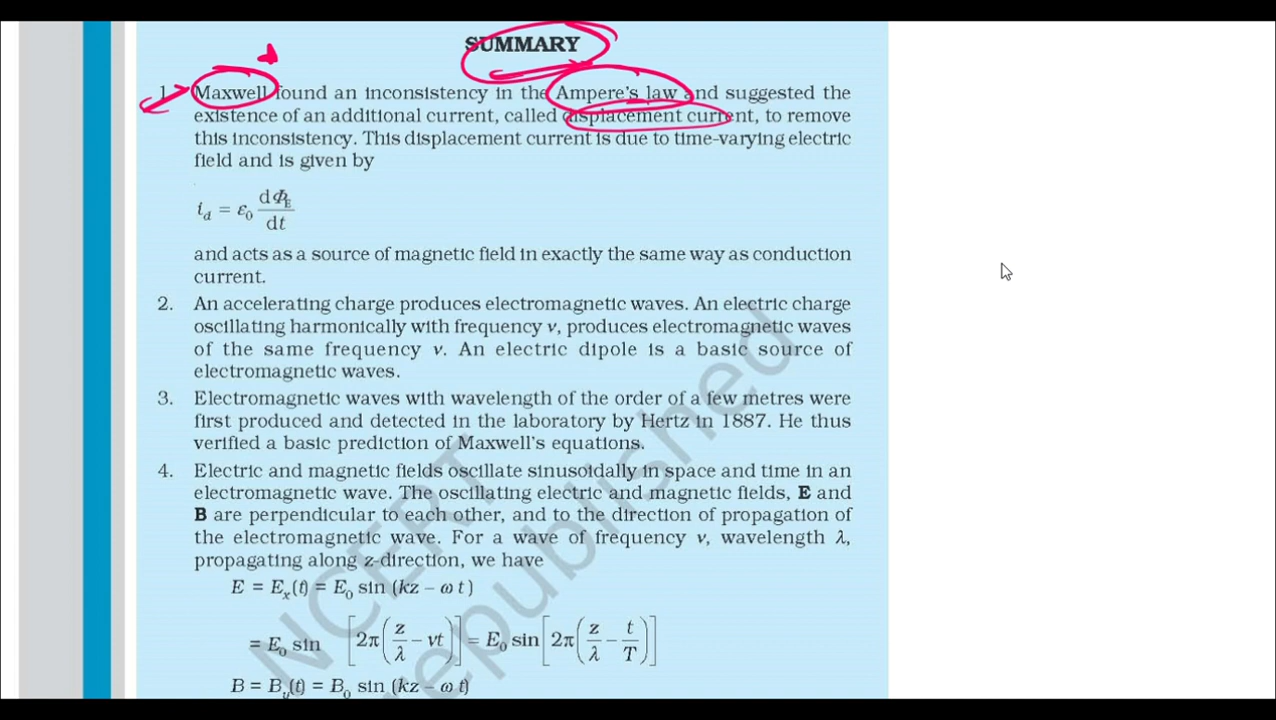 SUMMARY
1. Maxwell found an inconsistency in the Ampere's law and suggested the
existence of an additional current, called displacement current, to remove
this inconsistency. This displacement current is due to time-varying electric
field and is given by
i_d = ε₀ dΦ_E/dt
and acts as a source of magnetic field in exactly the same way as conduction
current.
2. An accelerating charge produces electromagnetic waves. An electric charge
oscillating harmonically with frequency ν, produces electromagnetic waves
of the same frequency ν. An electric dipole is a basic source of
electromagnetic waves.
3. Electromagnetic waves with wavelength of the order of a few metres were
first produced and detected in the laboratory by Hertz in 1887. He thus
verified a basic prediction of Maxwell's equations.
4. Electric and magnetic fields oscillate sinusoidally in space and time in an
electromagnetic wave. The oscillating electric and magnetic fields, E and
B are perpendicular to each other, and to the direction of propagation of
the electromagnetic wave. For a wave of frequency ν, wavelength λ,
propagating along z-direction, we have
E = E_x(t) = E₀ sin (kz – ω t)
= E₀ sin [2π(z/λ – νt)] = E₀ sin[2π(z/λ – t/T)]
B = B_y(t) = B₀ sin (kz – ω t)
NCERT
republished